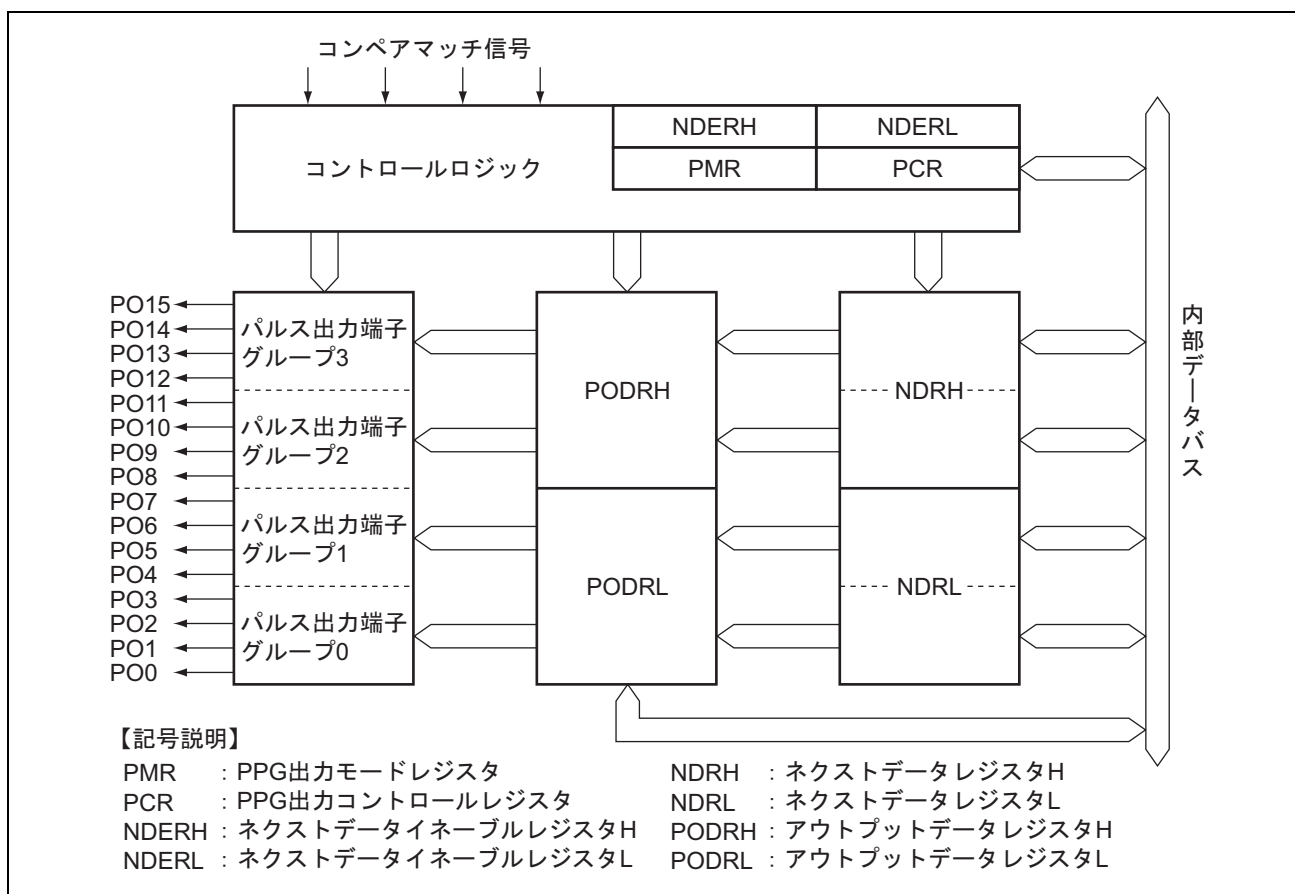 コンペアマッチ信号
コントロールロジック
NDERH
NDERL
PMR
PCR
PO15
PO14
PO13
PO12
PO11
PO10
PO9
PO8
PO7
PO6
PO5
PO4
PO3
PO2
PO1
PO0
パルス出力端子
グループ3
パルス出力端子
グループ2
パルス出力端子
グループ1
パルス出力端子
グループ0
PODRH
PODRL
NDRH
NDRL
内部データバス
【記号説明】
PMR : PPG出力モードレジスタ
PCR : PPG出力コントロールレジスタ
NDERH : ネクストデータイネーブルレジスタH
NDERL : ネクストデータイネーブルレジスタL
NDRH : ネクストデータレジスタH
NDRL : ネクストデータレジスタL
PODRH : アウトプットデータレジスタH
PODRL : アウトプットデータレジスタL